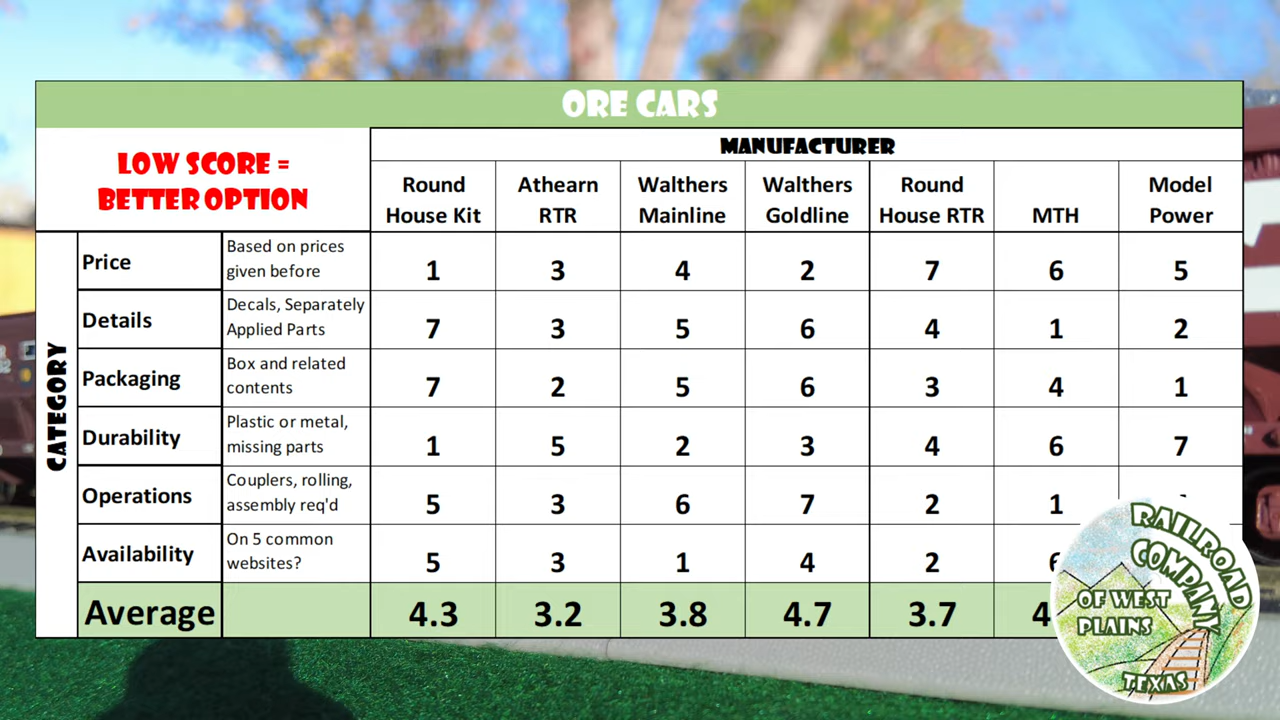 ORE CARS
LOW SCORE =
BETTER OPTION
MANUFACTURER
Round House Kit
Athearn RTR
Walthers Mainline
Walthers Goldline
Round House RTR
MTH
Model Power
CATEGORY
Price Based on prices given before 1 3 4 2 7 6 5
Details Decals, Separately Applied Parts 7 3 5 6 4 1 2
Packaging Box and related contents 7 2 5 6 3 4 1
Durability Plastic or metal, missing parts 1 5 2 3 4 6 7
Operations Couplers, rolling, assembly req'd 5 3 6 7 2 1
Availability On 5 common websites? 5 3 1 4 2
Average 4.3 3.2 3.8 4.7 3.7
RAILROAD
COMPANY
OF WEST
PLAINS
TEXAS